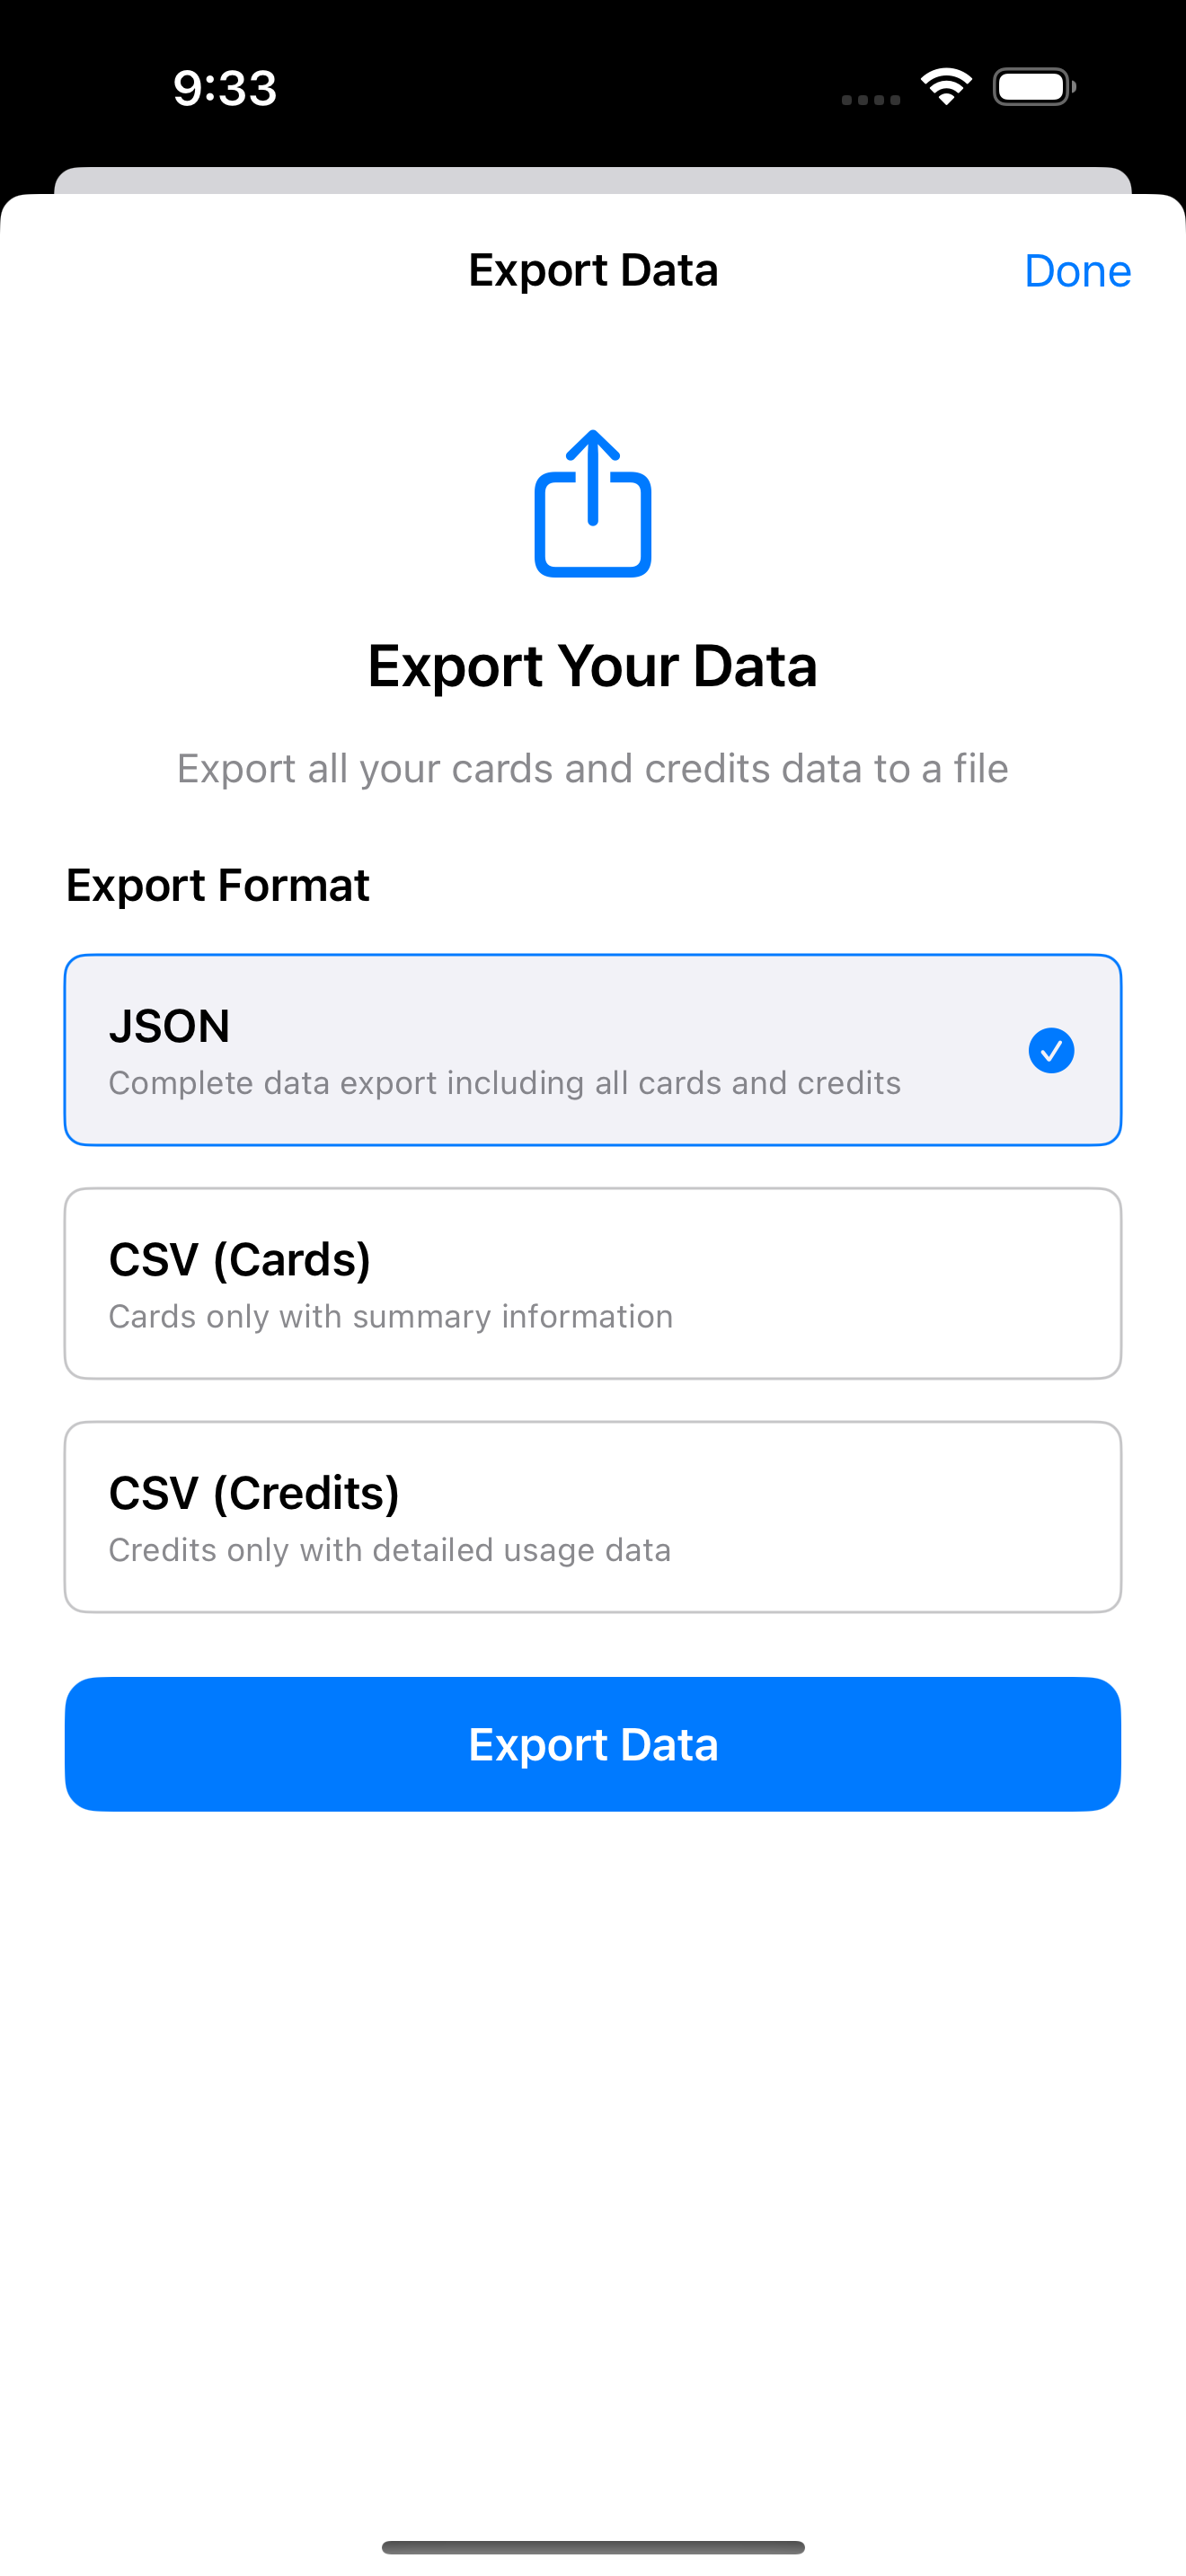 9:33
Export Data
Done
Export Your Data
Export all your cards and credits data to a file
Export Format
JSON
Complete data export including all cards and credits
CSV (Cards)
Cards only with summary information
CSV (Credits)
Credits only with detailed usage data
Export Data